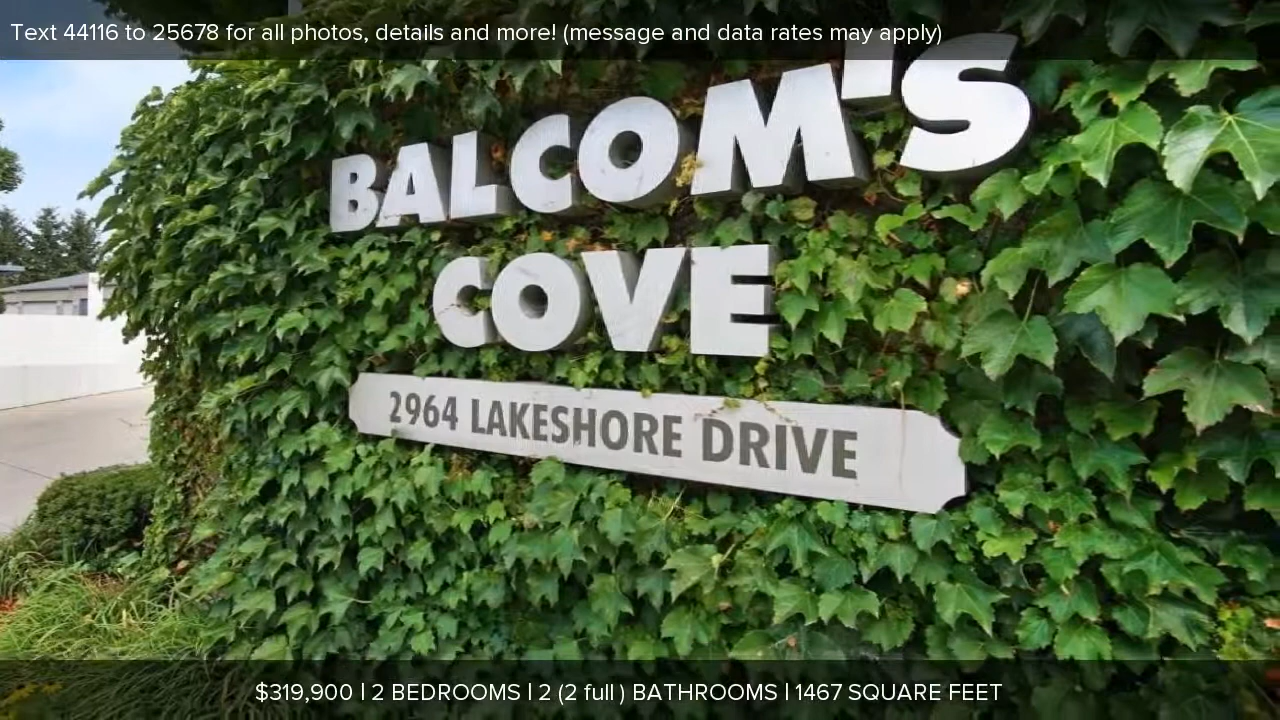 Text 44116 to 25678 for all photos, details and more! (message and data rates may apply)
BALCOM'S
COVE
2964 LAKESHORE DRIVE
$319,900 | 2 BEDROOMS | 2 (2 full ) BATHROOMS | 1467 SQUARE FEET